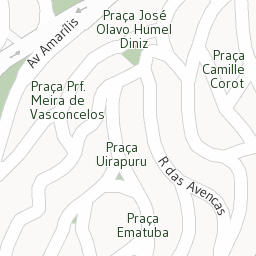 Praça José
Olavo Humel
Diniz
Av Amarílis
Praça
Camille
Corot
Praça Prf.
Meira de
Vasconcelos
Praça
Uirapuru
R das Avencas
Praça
Ematuba